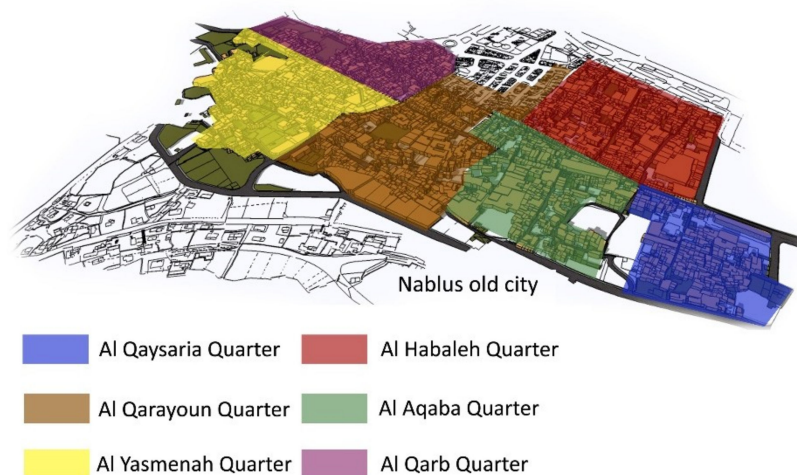 Nablus old city
Al Qaysaria Quarter
Al Habaleh Quarter
Al Qarayoun Quarter
Al Aqaba Quarter
Al Yasmenah Quarter
Al Qarb Quarter